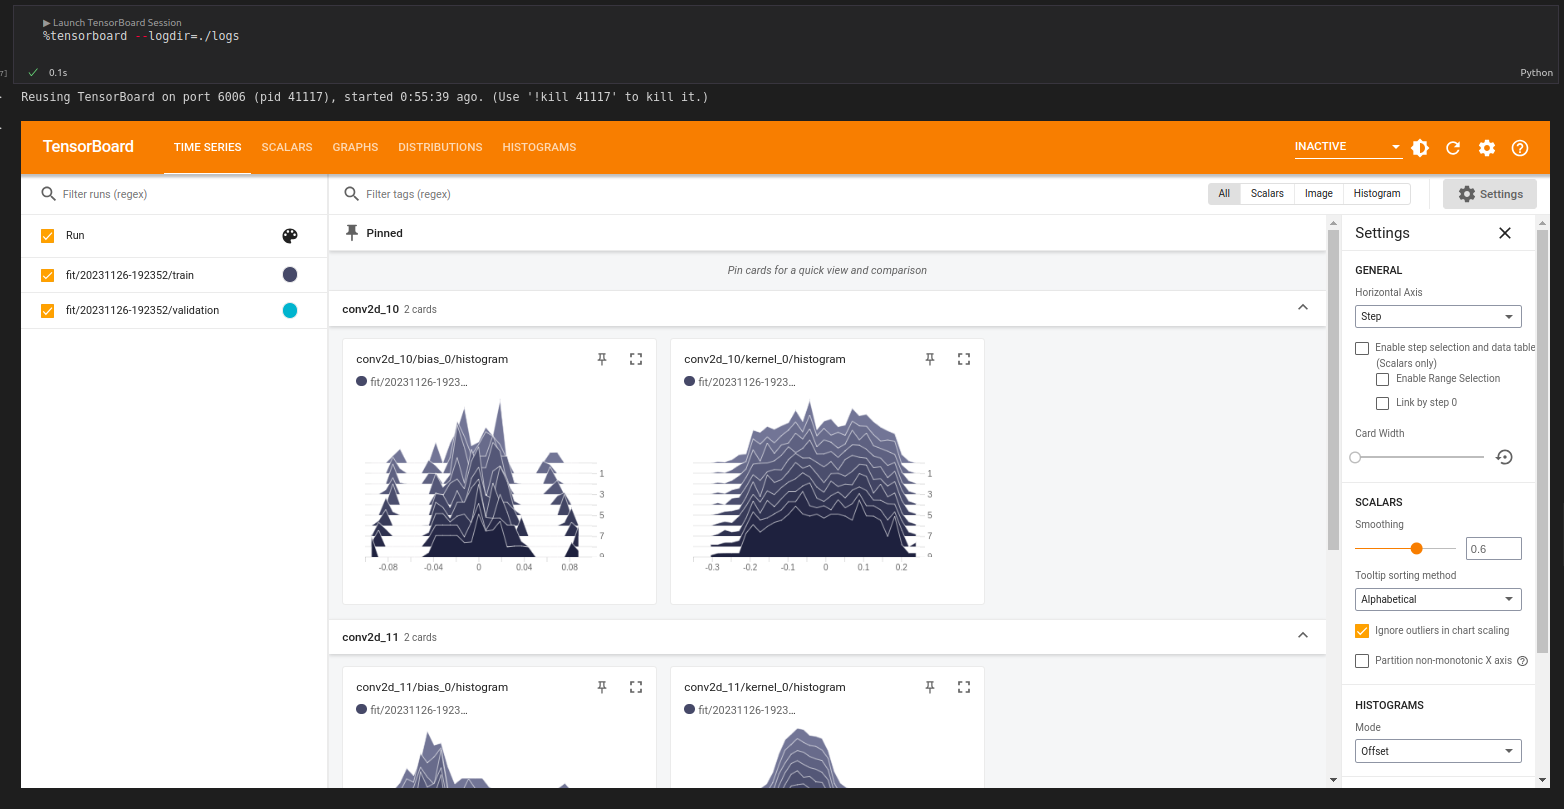 ▶ Launch TensorBoard Session
%tensorboard --logdir=./logs
7]
0.1s
Python
Reusing TensorBoard on port 6006 (pid 41117), started 0:55:39 ago. (Use '!kill 41117' to kill it.)
TensorBoard
TIME SERIES
SCALARS
GRAPHS
DISTRIBUTIONS
HISTOGRAMS
INACTIVE
Filter runs (regex)
Filter tags (regex)
All
Scalars
Image
Histogram
Settings
Run
fit/20231126-192352/train
fit/20231126-192352/validation
Pinned
Pin cards for a quick view and comparison
conv2d_10 2 cards
conv2d_10/bias_0/histogram
fit/20231126-1923…
1
3
5
7
9
-0.08 -0.04 0 0.04 0.08
conv2d_10/kernel_0/histogram
fit/20231126-1923…
1
3
5
7
9
-0.3 -0.2 -0.1 0 0.1 0.2
conv2d_11 2 cards
conv2d_11/bias_0/histogram
fit/20231126-1923…
conv2d_11/kernel_0/histogram
fit/20231126-1923…
Settings
GENERAL
Horizontal Axis
Step
Enable step selection and data table
(Scalars only)
Enable Range Selection
Link by step 0
Card Width
SCALARS
Smoothing
0.6
Tooltip sorting method
Alphabetical
Ignore outliers in chart scaling
Partition non-monotonic X axis
HISTOGRAMS
Mode
Offset